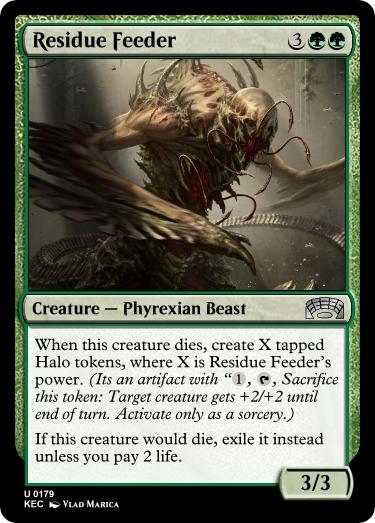 Residue Feeder 3
Creature — Phyrexian Beast
When this creature dies, create X tapped
Halo tokens, where X is Residue Feeder's
power. (Its an artifact with “1, , Sacrifice
this token: Target creature gets +2/+2 until
end of turn. Activate only as a sorcery.)
If this creature would die, exile it instead
unless you pay 2 life.
3/3
U 0179
KEC Vlad Marica